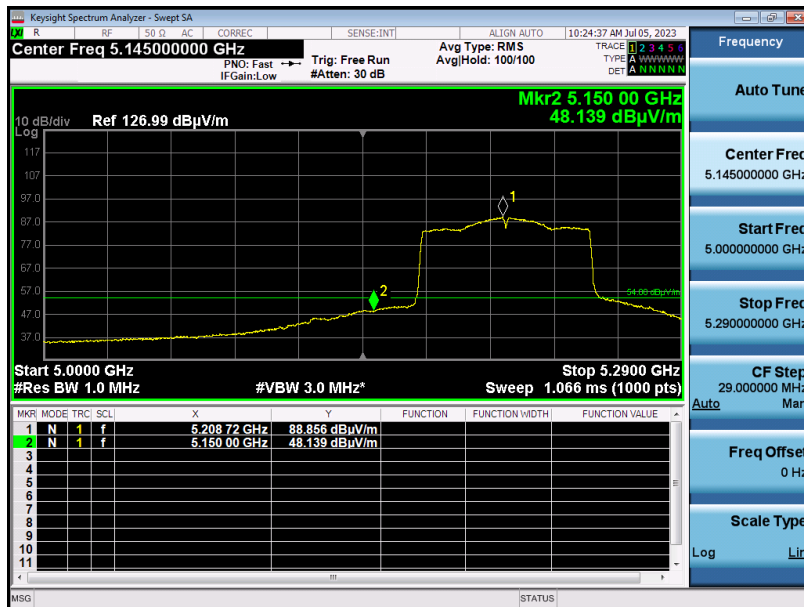 Keysight Spectrum Analyzer - Swept SA
LXI R RF 50 Ω AC CORREC SENSE:INT ALIGN AUTO 10:24:37 AM Jul 05, 2023
Center Freq 5.145000000 GHz
PNO: Fast
IFGain:Low
Trig: Free Run
#Atten: 30 dB
Avg Type: RMS
Avg|Hold: 100/100
TRACE 1 2 3 4 5 6
TYPE A W W W W W
DET A N N N N N
Mkr2 5.150 00 GHz
48.139 dBµV/m
10 dB/div Ref 126.99 dBµV/m
Log
117
107
97.0
87.0
77.0
67.0
57.0
47.0
37.0
1
2
54.00 dBµV/m
Start 5.0000 GHz Stop 5.2900 GHz
#Res BW 1.0 MHz #VBW 3.0 MHz* Sweep 1.066 ms (1000 pts)
MKR MODE TRC SCL X Y FUNCTION FUNCTION WIDTH FUNCTION VALUE
1 N 1 f 5.208 72 GHz 88.856 dBµV/m
2 N 1 f 5.150 00 GHz 48.139 dBµV/m
3
4
5
6
7
8
9
10
11
MSG STATUS
Frequency
Auto Tune
Center Freq
5.145000000 GHz
Start Freq
5.000000000 GHz
Stop Freq
5.290000000 GHz
CF Step
29.000000 MHz
Auto Man
Freq Offset
0 Hz
Scale Type
Log Lin